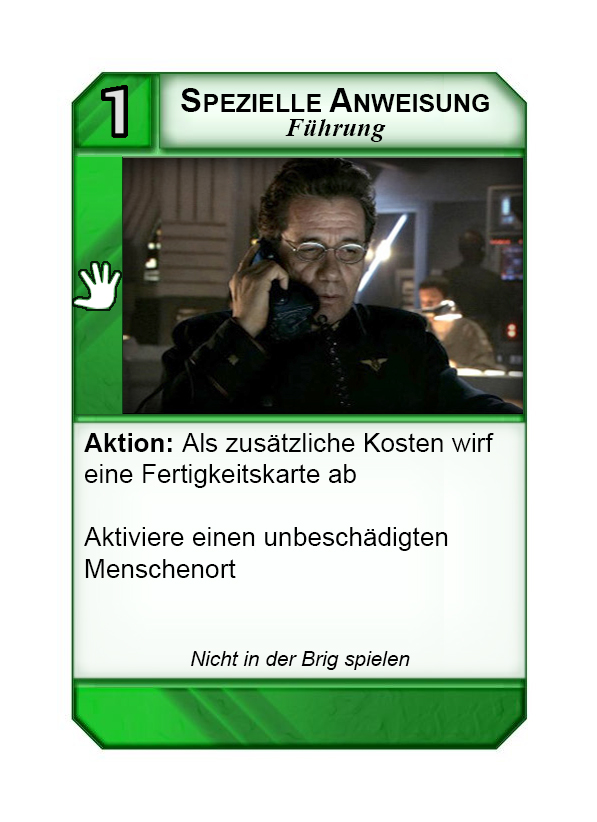 1
SPEZIELLE ANWEISUNG
Führung
Aktion: Als zusätzliche Kosten wirf
eine Fertigkeitskarte ab
Aktiviere einen unbeschädigten
Menschenort
Nicht in der Brig spielen